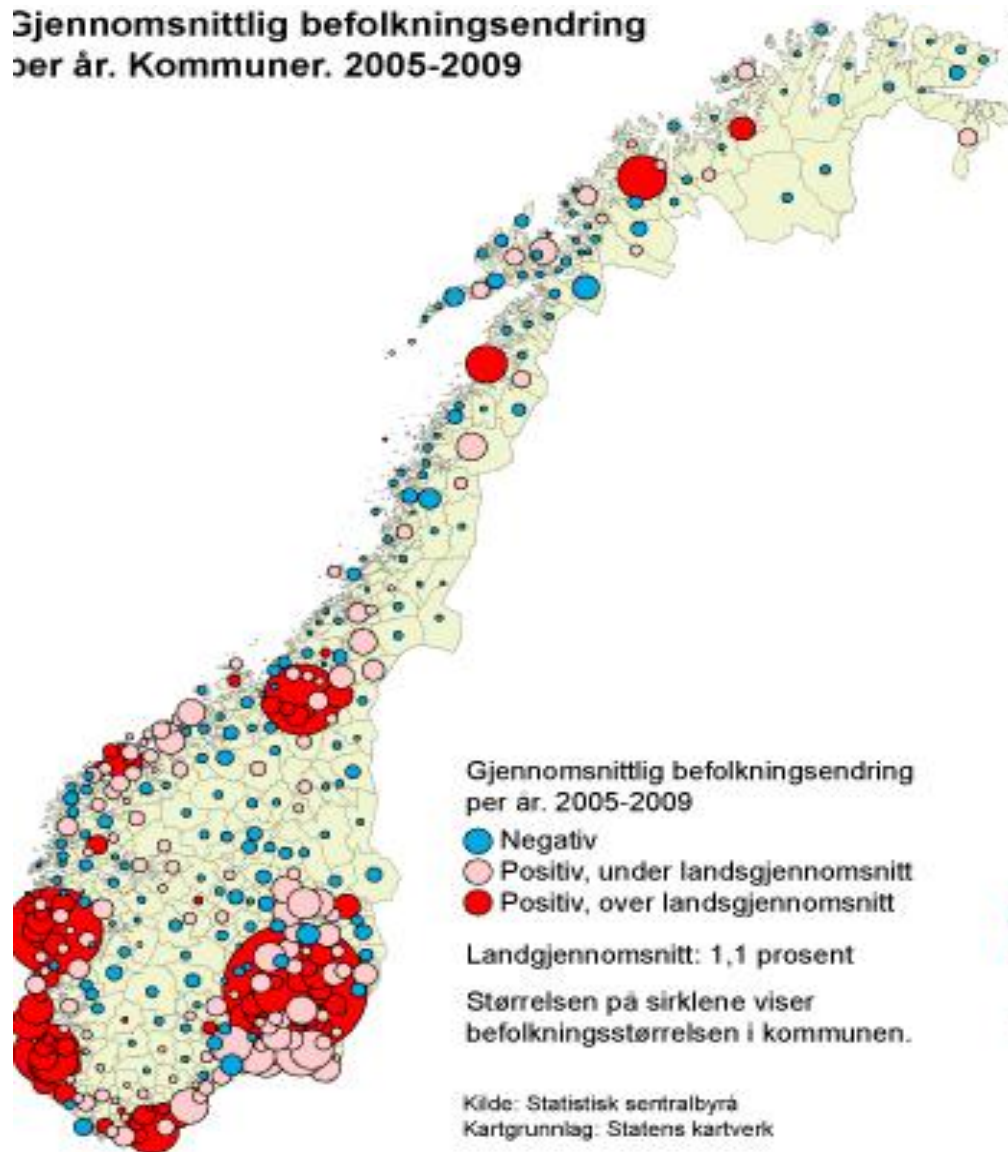 Gjennomsnittlig befolkningsendring
per år. Kommuner. 2005-2009
Gjennomsnittlig befolkningsendring
per år. 2005-2009
Negativ
Positiv, under landsgjennomsnitt
Positiv, over landsgjennomsnitt
Landgjennomsnitt: 1,1 prosent
Størrelsen på sirklene viser
befolkningsstørrelsen i kommunen.
Kilde: Statistisk sentralbyrå
Kartgrunnlag: Statens kartverk